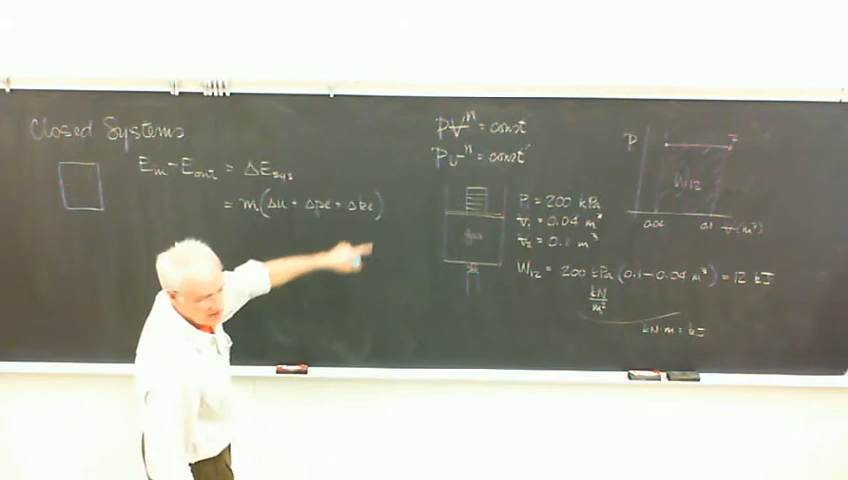 Closed Systems
Ein - Eout = ΔEsys
= m(Δu + Δpe + Δke)
PV^n = const
Pv^n = const
gas
P1 = 200 kPa
V1 = 0.04 m³
V2 = 0.1 m³
W12 = 200 kPa (0.1 - 0.04 m³) = 12 kJ
kN/m²
kN·m = kJ
P
2
W12
0.04 0.1 V(m³)